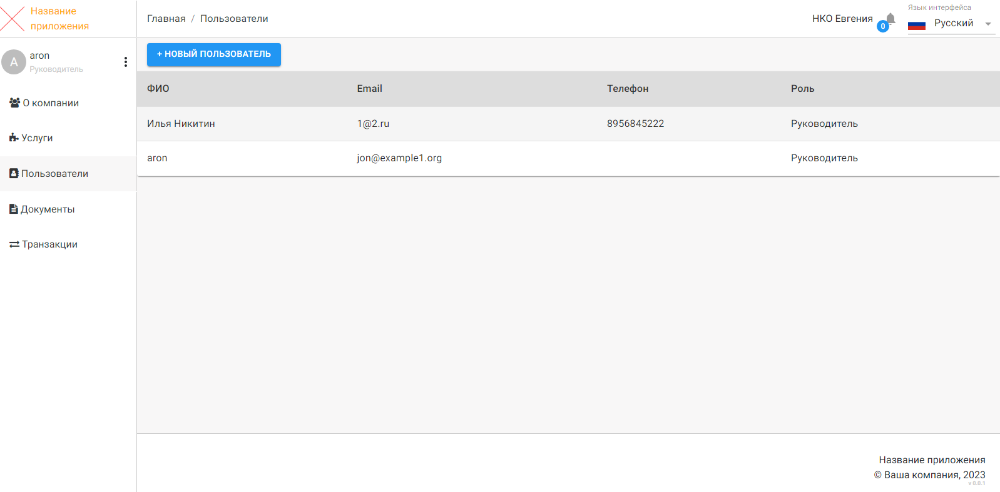 Название
приложения
Главная / Пользователи
НКО Евгения
0
Язык интерфейса
Русский
A
aron
Руководитель
О компании
Услуги
Пользователи
Документы
Транзакции
+ НОВЫЙ ПОЛЬЗОВАТЕЛЬ
ФИО Email Телефон Роль
Илья Никитин 1@2.ru 8956845222 Руководитель
aron jon@example1.org Руководитель
Название приложения
© Ваша компания, 2023
v 0.0.1